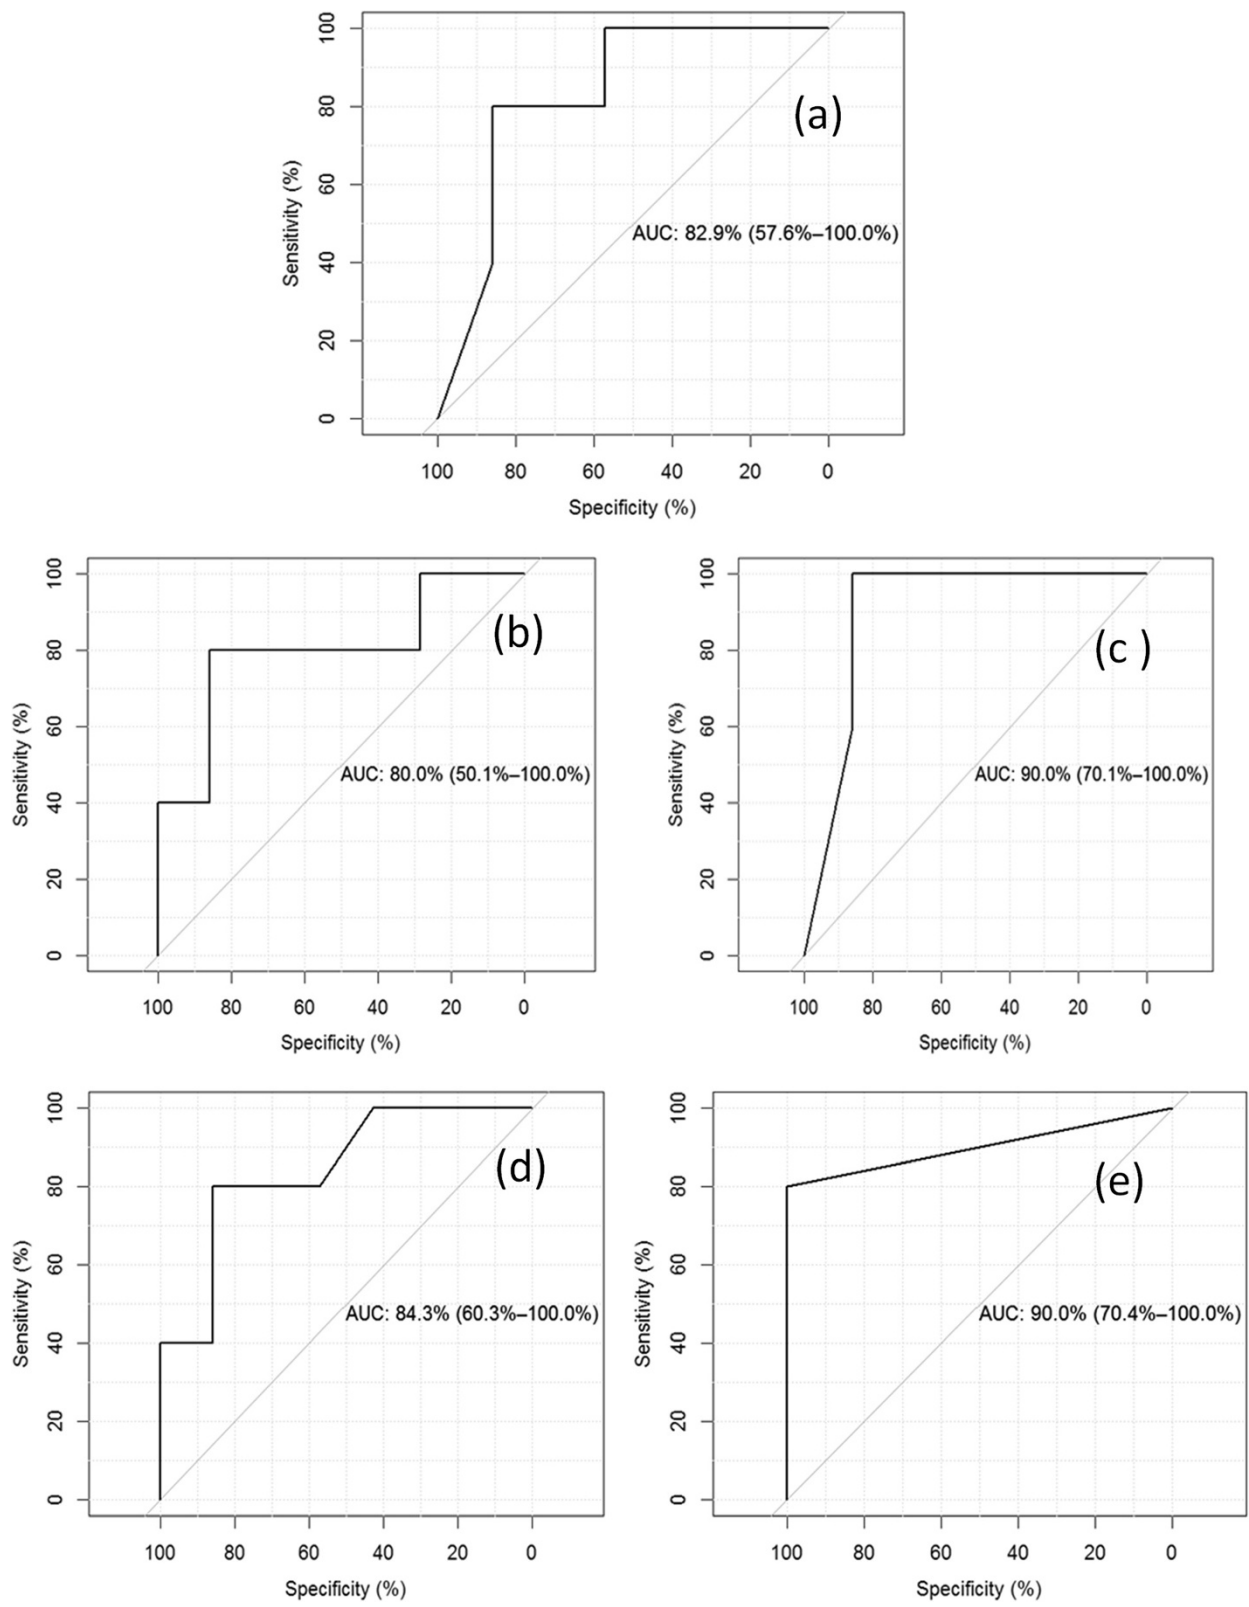 100
80
60
40
20
0
Sensitivity (%)
(a)
AUC: 82.9% (57.6%–100.0%)
100 80 60 40 20 0
Specificity (%)
100
80
60
40
20
0
Sensitivity (%)
(b)
AUC: 80.0% (50.1%–100.0%)
100 80 60 40 20 0
Specificity (%)
100
80
60
40
20
0
Sensitivity (%)
(c )
AUC: 90.0% (70.1%–100.0%)
100 80 60 40 20 0
Specificity (%)
100
80
60
40
20
0
Sensitivity (%)
(d)
AUC: 84.3% (60.3%–100.0%)
100 80 60 40 20 0
Specificity (%)
100
80
60
40
20
0
Sensitivity (%)
(e)
AUC: 90.0% (70.4%–100.0%)
100 80 60 40 20 0
Specificity (%)